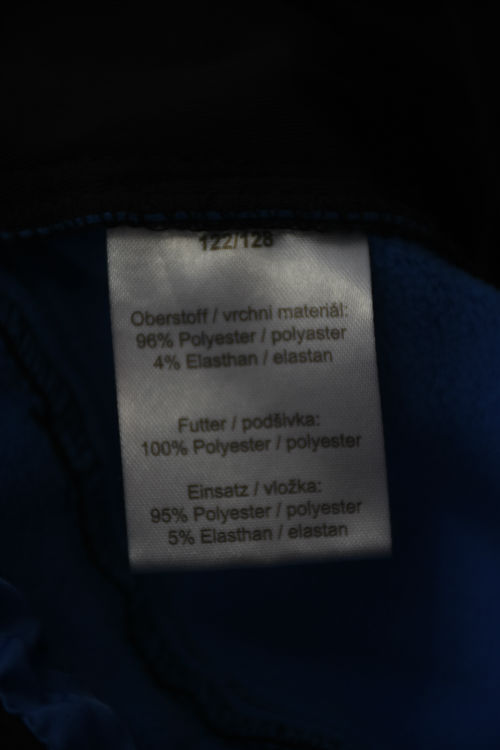 122/128
Oberstoff / vrchni materiál:
96% Polyester / polyaster
4% Elasthan / elastan
Futter / podšívka:
100% Polyester / polyester
Einsatz / vložka:
95% Polyester / polyester
5% Elasthan / elastan